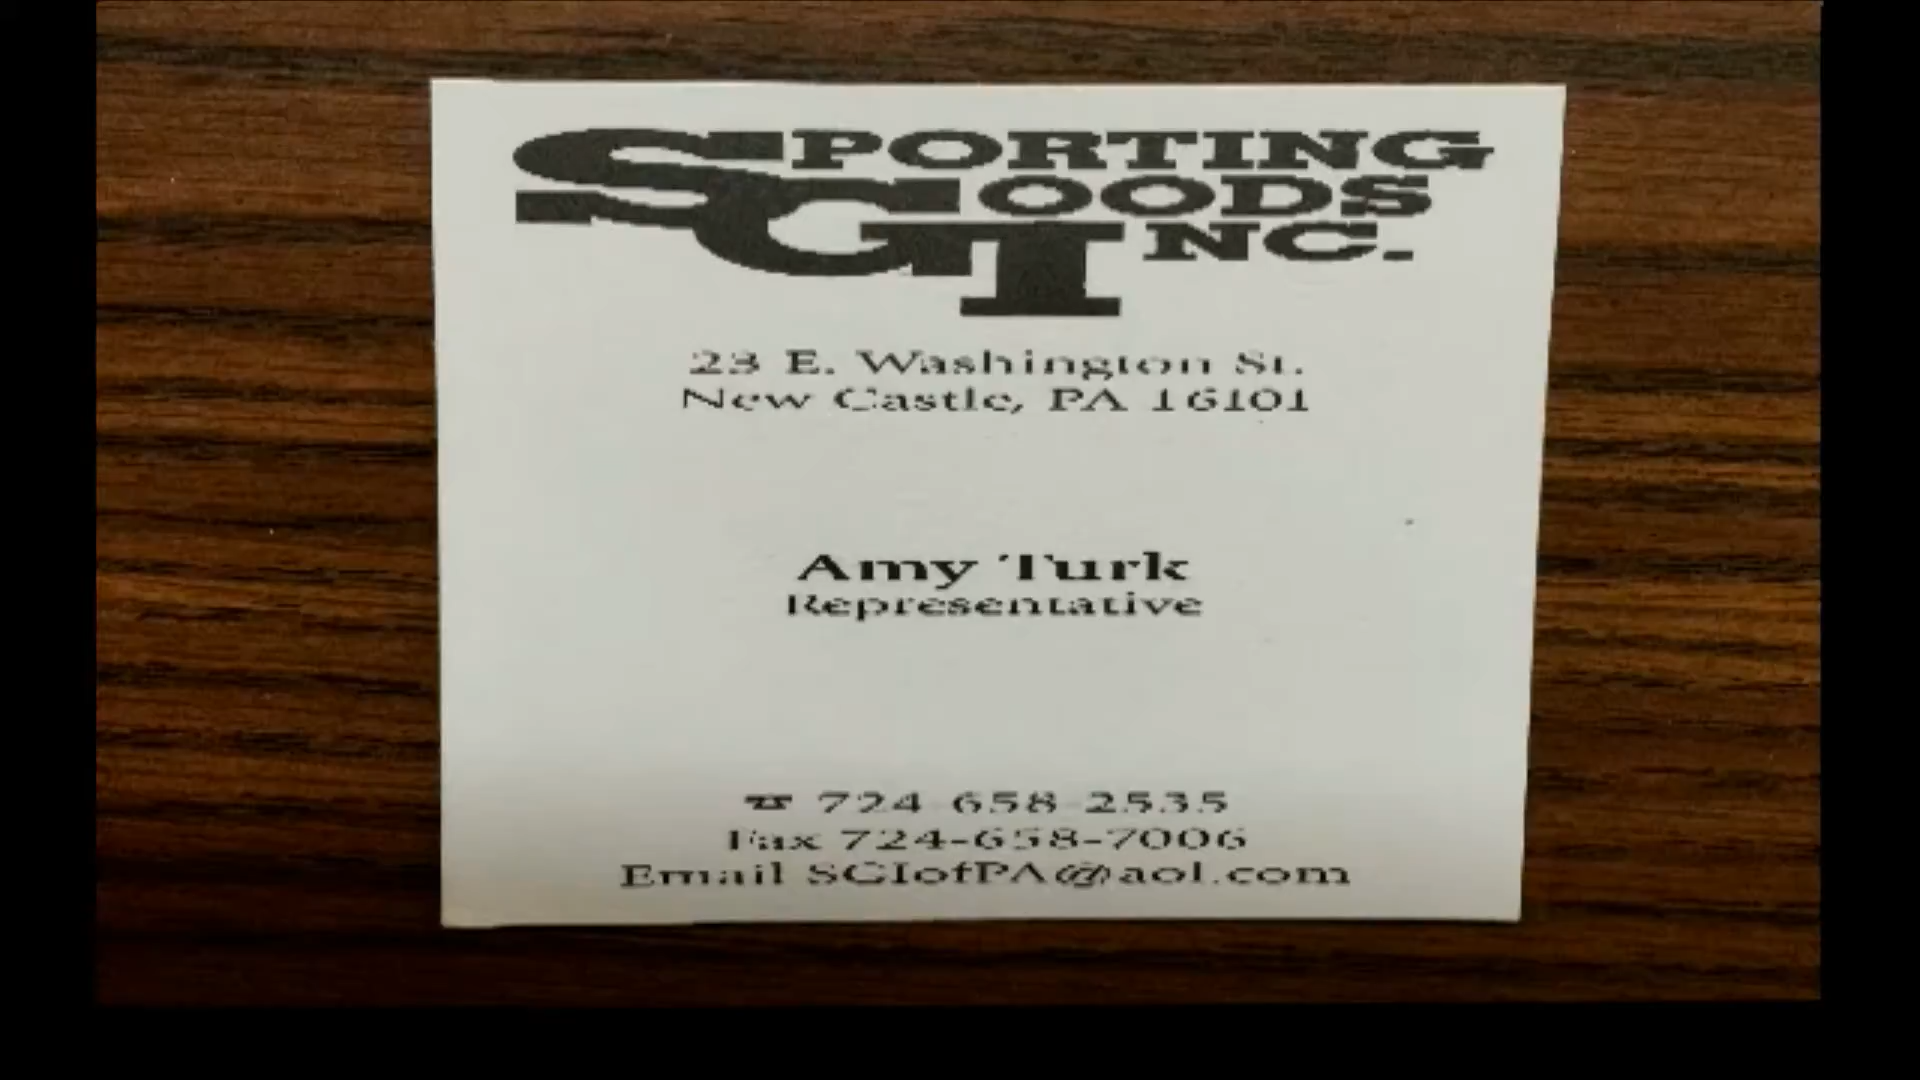 SPORTING
GOODS
INC.
23 E. Washington St.
New Castle, PA 16101
Amy Turk
Representative
☎ 724-658-2535
Fax 724-658-7006
Email SGIofPA@aol.com